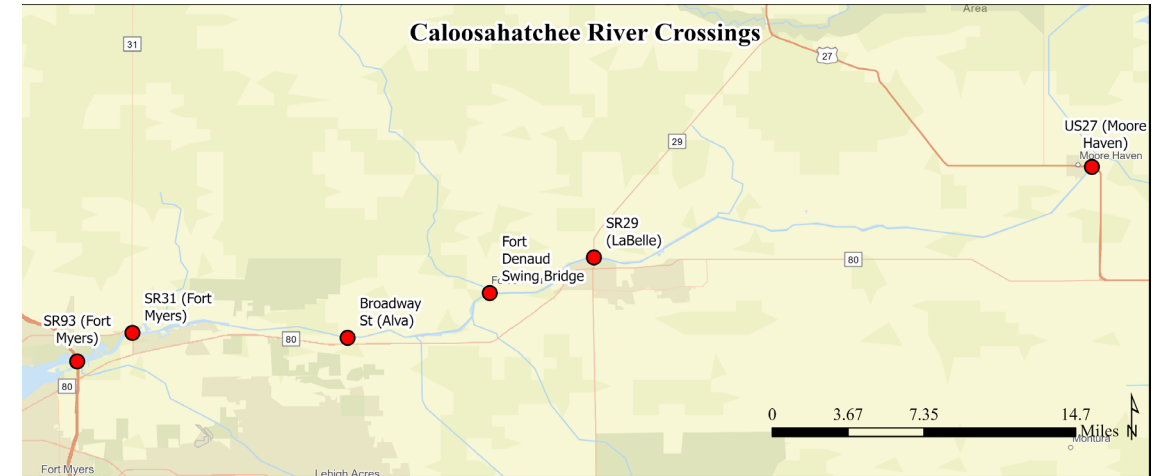 Area
Caloosahatchee River Crossings
31
27
US27 (Moore
Haven)
Moore Haven
29
SR29
(LaBelle)
Fort
Denaud
Swing Bridge
80
SR31 (Fort
Myers)
Broadway
St (Alva)
SR93 (Fort
Myers)
80
80
0 3.67 7.35 14.7
Miles N
Montura
Fort Myers
Lehigh Acres